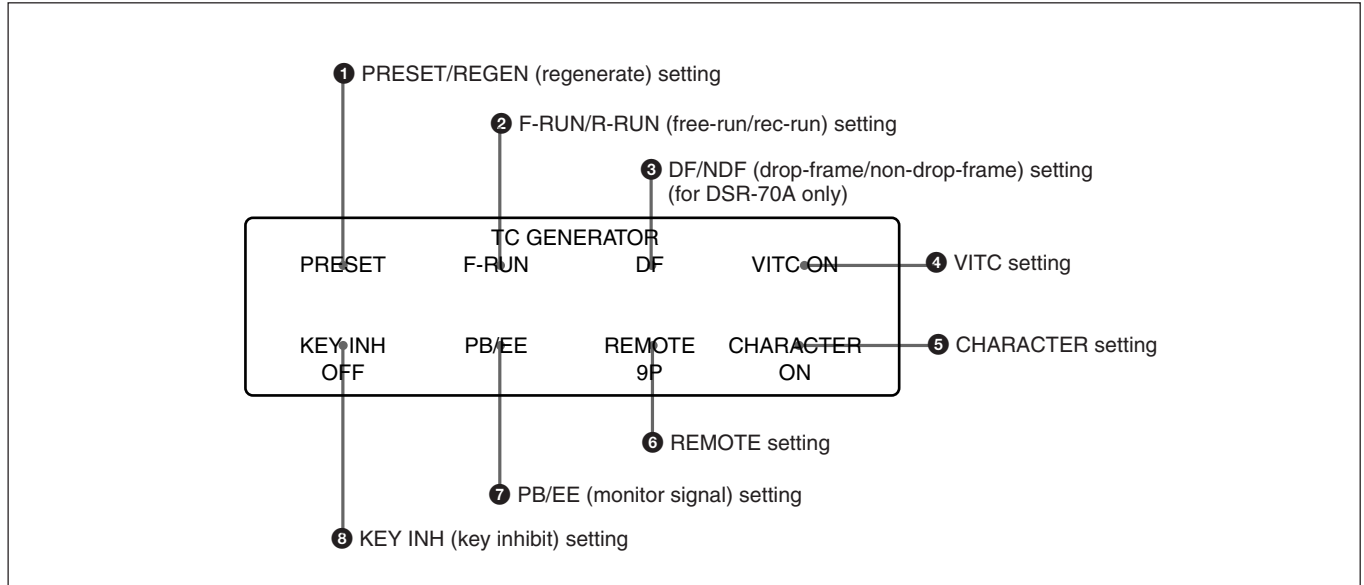 ❶ PRESET/REGEN (regenerate) setting
❷ F-RUN/R-RUN (free-run/rec-run) setting
❸ DF/NDF (drop-frame/non-drop-frame) setting
(for DSR-70A only)
TC GENERATOR
PRESET F-RUN DF VITC ON
❹ VITC setting
KEY INH PB/EE REMOTE CHARACTER
OFF 9P ON
❺ CHARACTER setting
❻ REMOTE setting
❼ PB/EE (monitor signal) setting
❽ KEY INH (key inhibit) setting